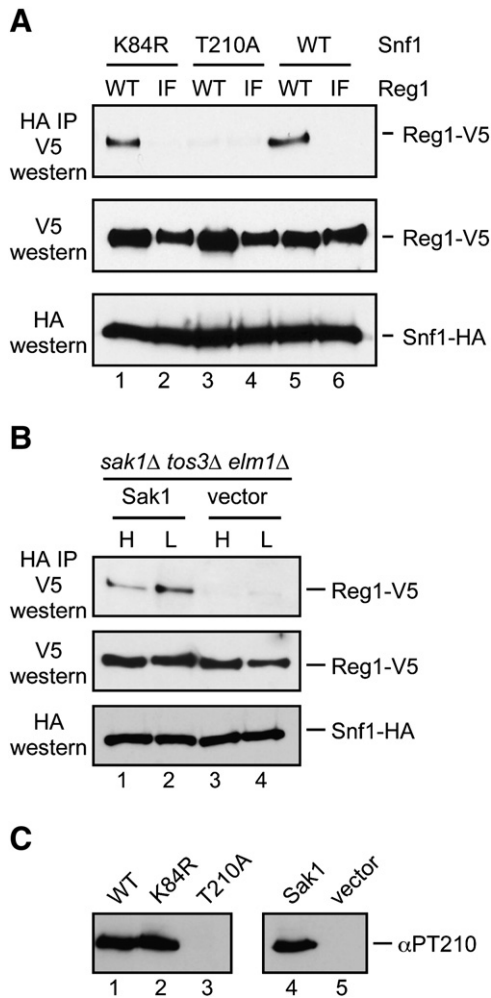 A
K84R T210A WT Snf1
WT IF WT IF WT IF Reg1
HA IP
V5
western
Reg1-V5
V5
western
Reg1-V5
HA
western
Snf1-HA
1 2 3 4 5 6
B
sak1Δ tos3Δ elm1Δ
Sak1 vector
H L H L
HA IP
V5
western
Reg1-V5
V5
western
Reg1-V5
HA
western
Snf1-HA
1 2 3 4
C
WT K84R T210A Sak1 vector
αPT210
1 2 3 4 5